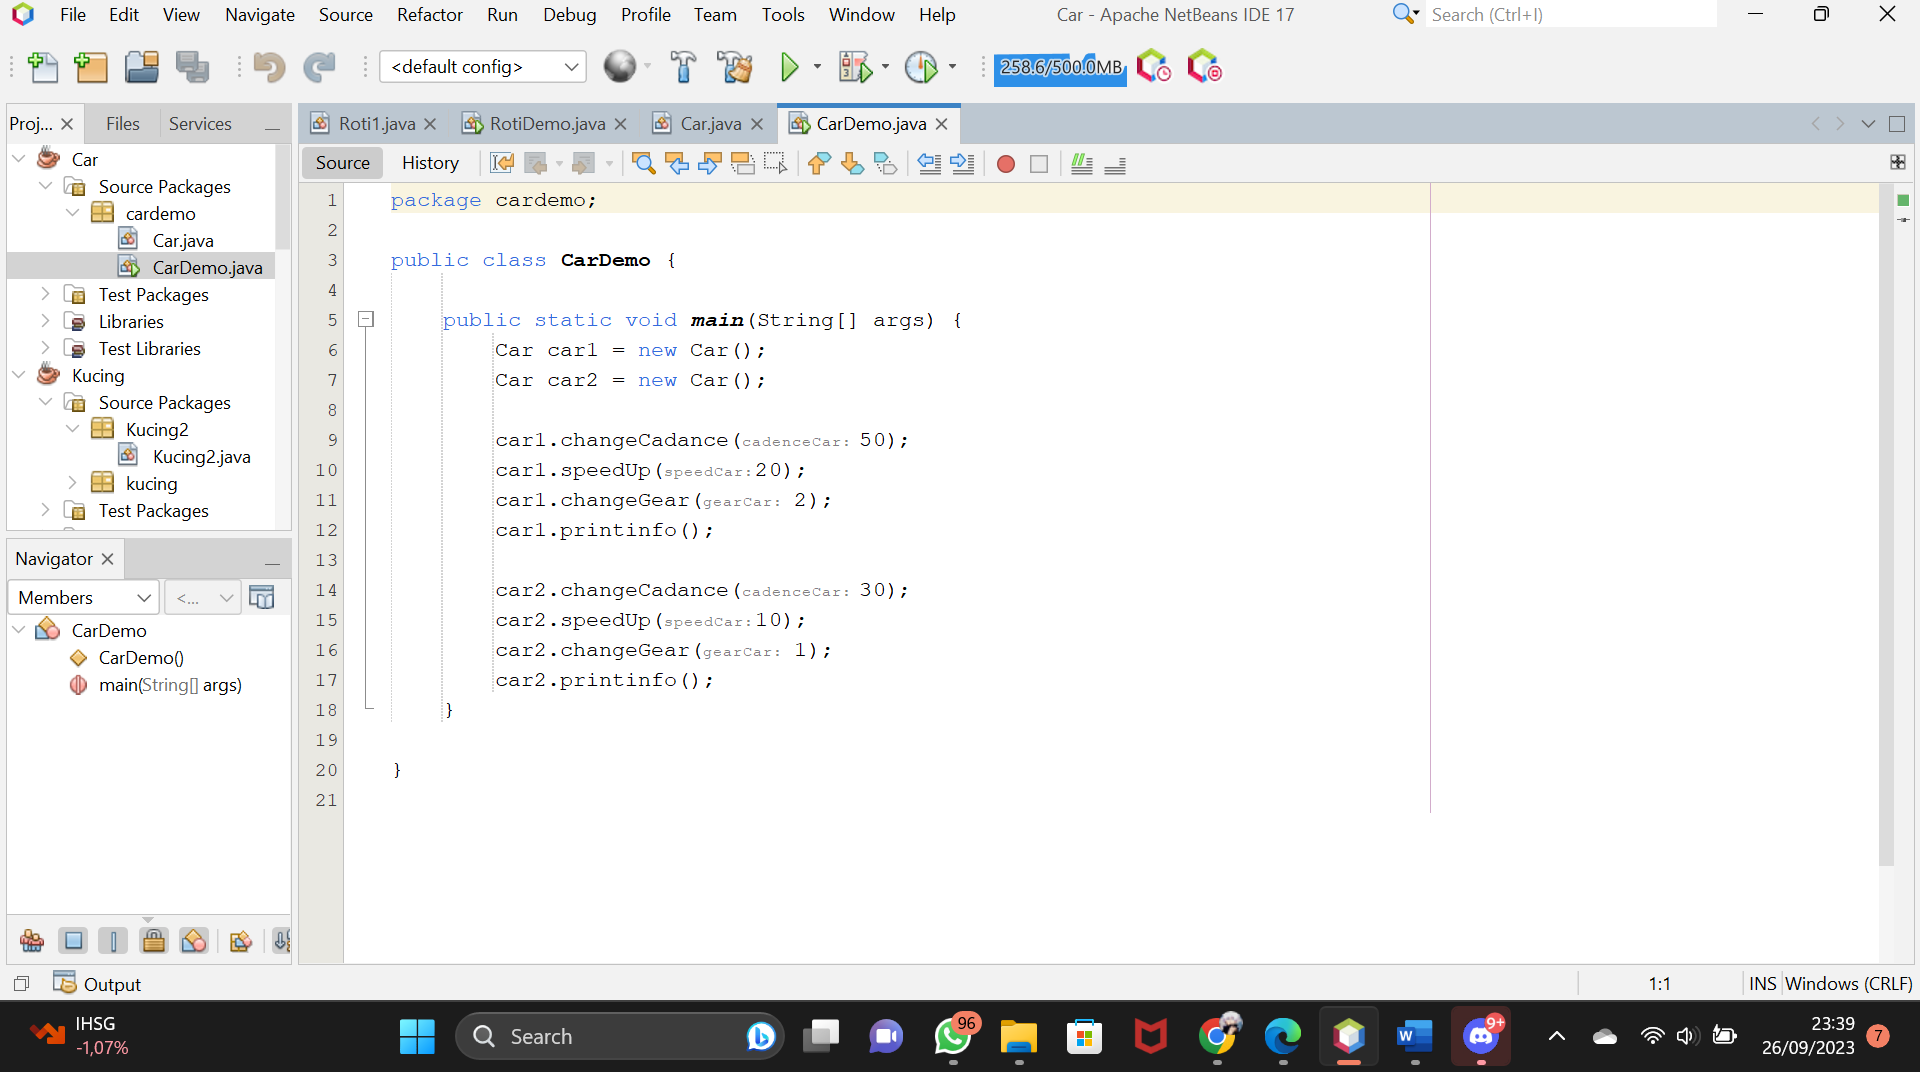 File Edit View Navigate Source Refactor Run Debug Profile Team Tools Window Help
Car - Apache NetBeans IDE 17
Search (Ctrl+I)
<default config>
258.6/500.0MB
Proj... Files Services
Roti1.java RotiDemo.java Car.java CarDemo.java
Source History
Car
Source Packages
cardemo
Car.java
CarDemo.java
Test Packages
Libraries
Test Libraries
Kucing
Source Packages
Kucing2
Kucing2.java
kucing
Test Packages
Navigator
Members <...
CarDemo
CarDemo()
main(String[] args)
1 package cardemo;
2
3 public class CarDemo {
4
5 public static void main(String[] args) {
6 Car car1 = new Car();
7 Car car2 = new Car();
8
9 car1.changeCadance(cadenceCar: 50);
10 car1.speedUp(speedCar:20);
11 car1.changeGear(gearCar: 2);
12 car1.printinfo();
13
14 car2.changeCadance(cadenceCar: 30);
15 car2.speedUp(speedCar:10);
16 car2.changeGear(gearCar: 1);
17 car2.printinfo();
18 }
19
20 }
21
Output
1:1 INS Windows (CRLF)
IHSG
-1,07%
Search
96
9+
23:39
26/09/2023
7